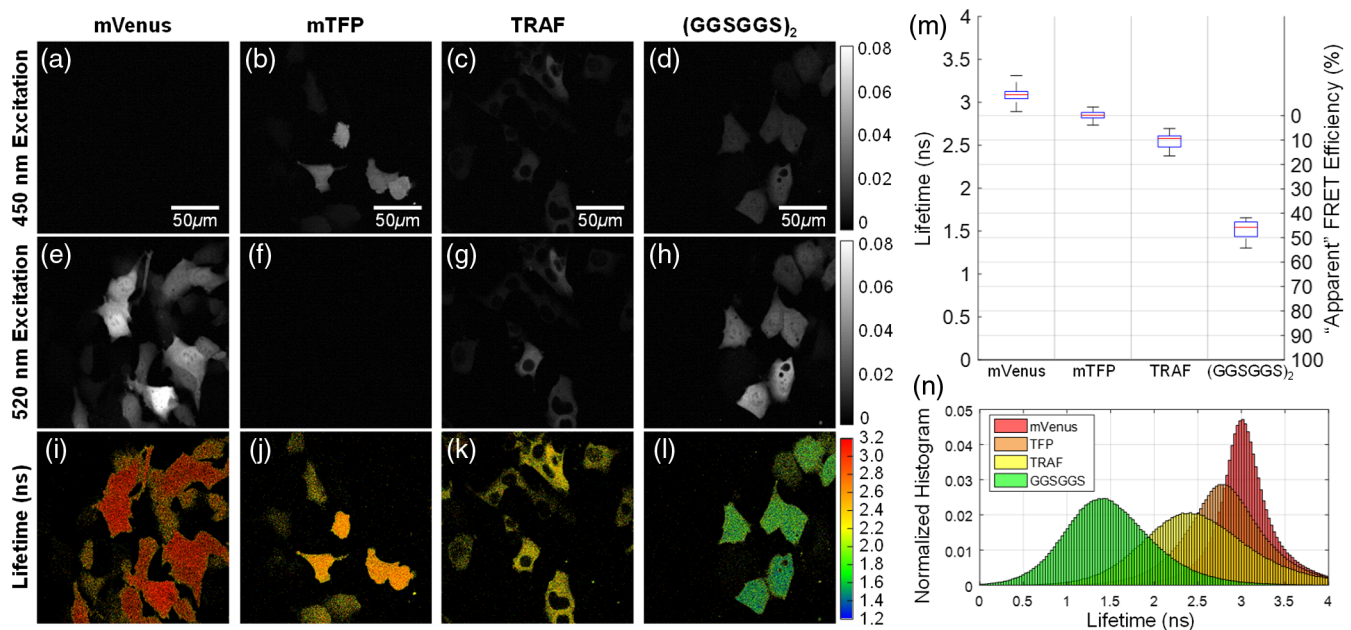 mVenus mTFP TRAF (GGSGGS)₂
450 nm Excitation
(a) (b) (c) (d)
50µm 50µm 50µm 50µm
0.08
0.06
0.04
0.02
0
520 nm Excitation
(e) (f) (g) (h)
0.08
0.06
0.04
0.02
0
Lifetime (ns)
(i) (j) (k) (l)
3.2
3.0
2.8
2.6
2.4
2.2
2.0
1.8
1.6
1.4
1.2
(m)
Lifetime (ns)
4
3.5
3
2.5
2
1.5
1
0.5
0
"Apparent" FRET Efficiency (%)
0
10
20
30
40
50
60
70
80
90
100
mVenus mTFP TRAF (GGSGGS)₂
(n)
Normalized Histogram
0.05
0.04
0.03
0.02
0.01
0
mVenus
TFP
TRAF
GGSGGS
0 0.5 1 1.5 2 2.5 3 3.5 4
Lifetime (ns)